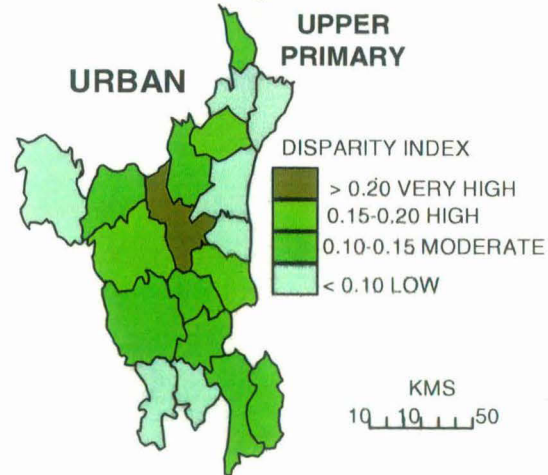 UPPER
PRIMARY
URBAN
DISPARITY INDEX
> 0.20 VERY HIGH
0.15-0.20 HIGH
0.10-0.15 MODERATE
< 0.10 LOW
KMS
10 10 50